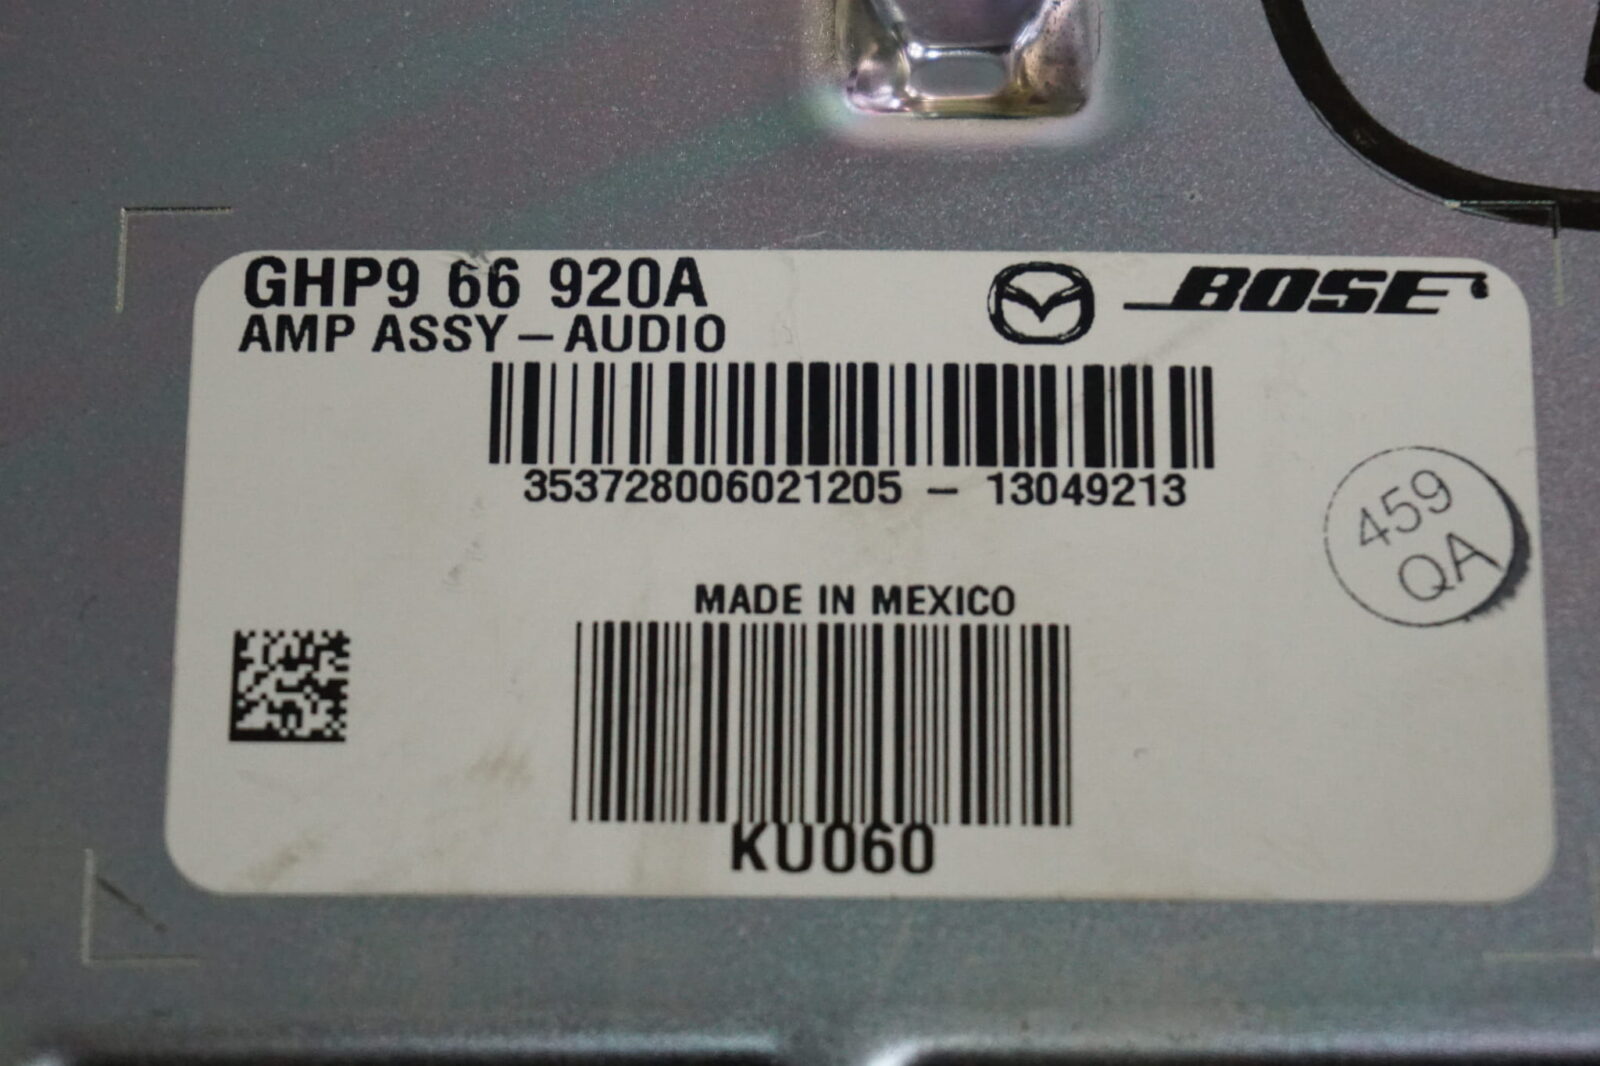 GHP9 66 920A
AMP ASSY – AUDIO
BOSE
353728006021205 – 13049213
459
QA
MADE IN MEXICO
KU060